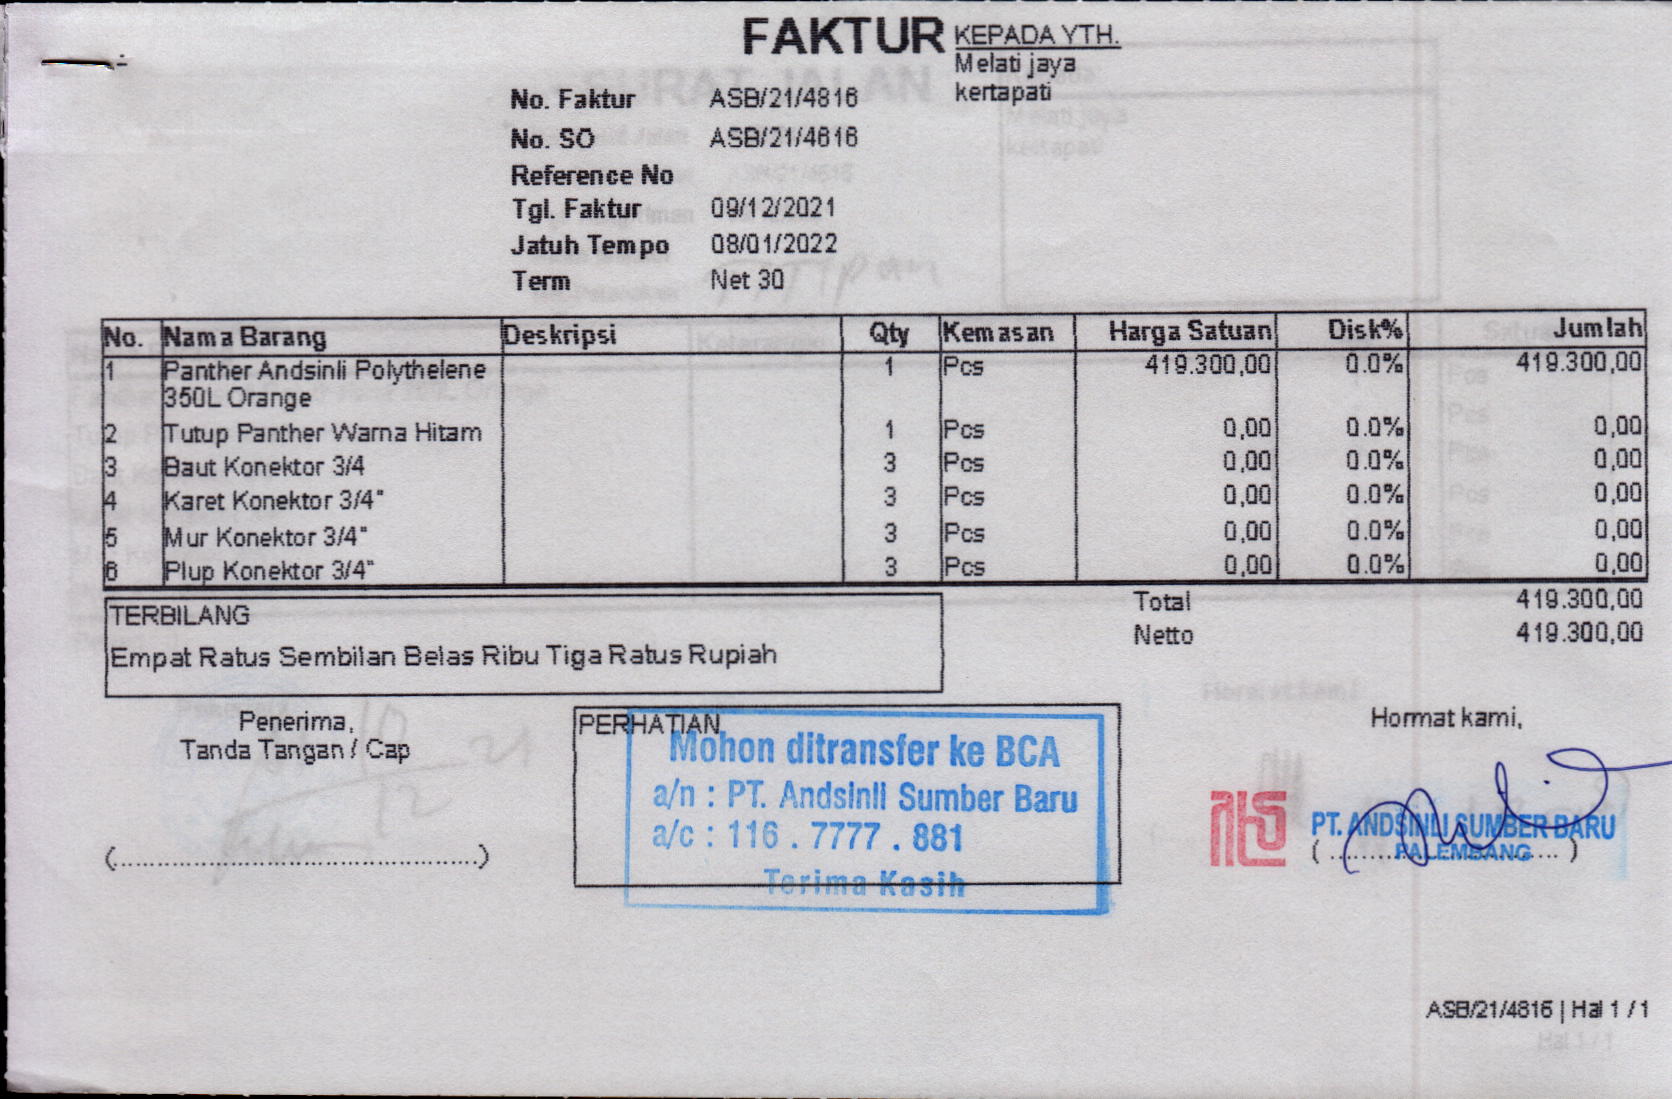 FAKTUR
KEPADA YTH.
Melati jaya
kertapati
No. Faktur ASB/21/4816
No. SO ASB/21/4816
Reference No
Tgl. Faktur 09/12/2021
Jatuh Tempo 08/01/2022
Term Net 30
No. Nama Barang Deskripsi Qty Kemasan Harga Satuan Disk% Jumlah
1 Panther Andsinli Polythelene 1 Pcs 419.300,00 0.0% 419.300,00
350L Orange
2 Tutup Panther Warna Hitam 1 Pcs 0,00 0.0% 0,00
3 Baut Konektor 3/4 3 Pcs 0,00 0.0% 0,00
4 Karet Konektor 3/4" 3 Pcs 0,00 0.0% 0,00
5 Mur Konektor 3/4" 3 Pcs 0,00 0.0% 0,00
6 Plup Konektor 3/4" 3 Pcs 0,00 0.0% 0,00
Total 419.300,00
Netto 419.300,00
TERBILANG
Empat Ratus Sembilan Belas Ribu Tiga Ratus Rupiah
Penerima,
Tanda Tangan / Cap
(................................................)
PERHATIAN
Mohon ditransfer ke BCA
a/n : PT. Andsinli Sumber Baru
a/c : 116 . 7777 . 881
Terima Kasih
Hormat kami,
PT. ANDSINLI SUMBER BARU
PALEMBANG
ASB/21/4816 | Hal 1 / 1